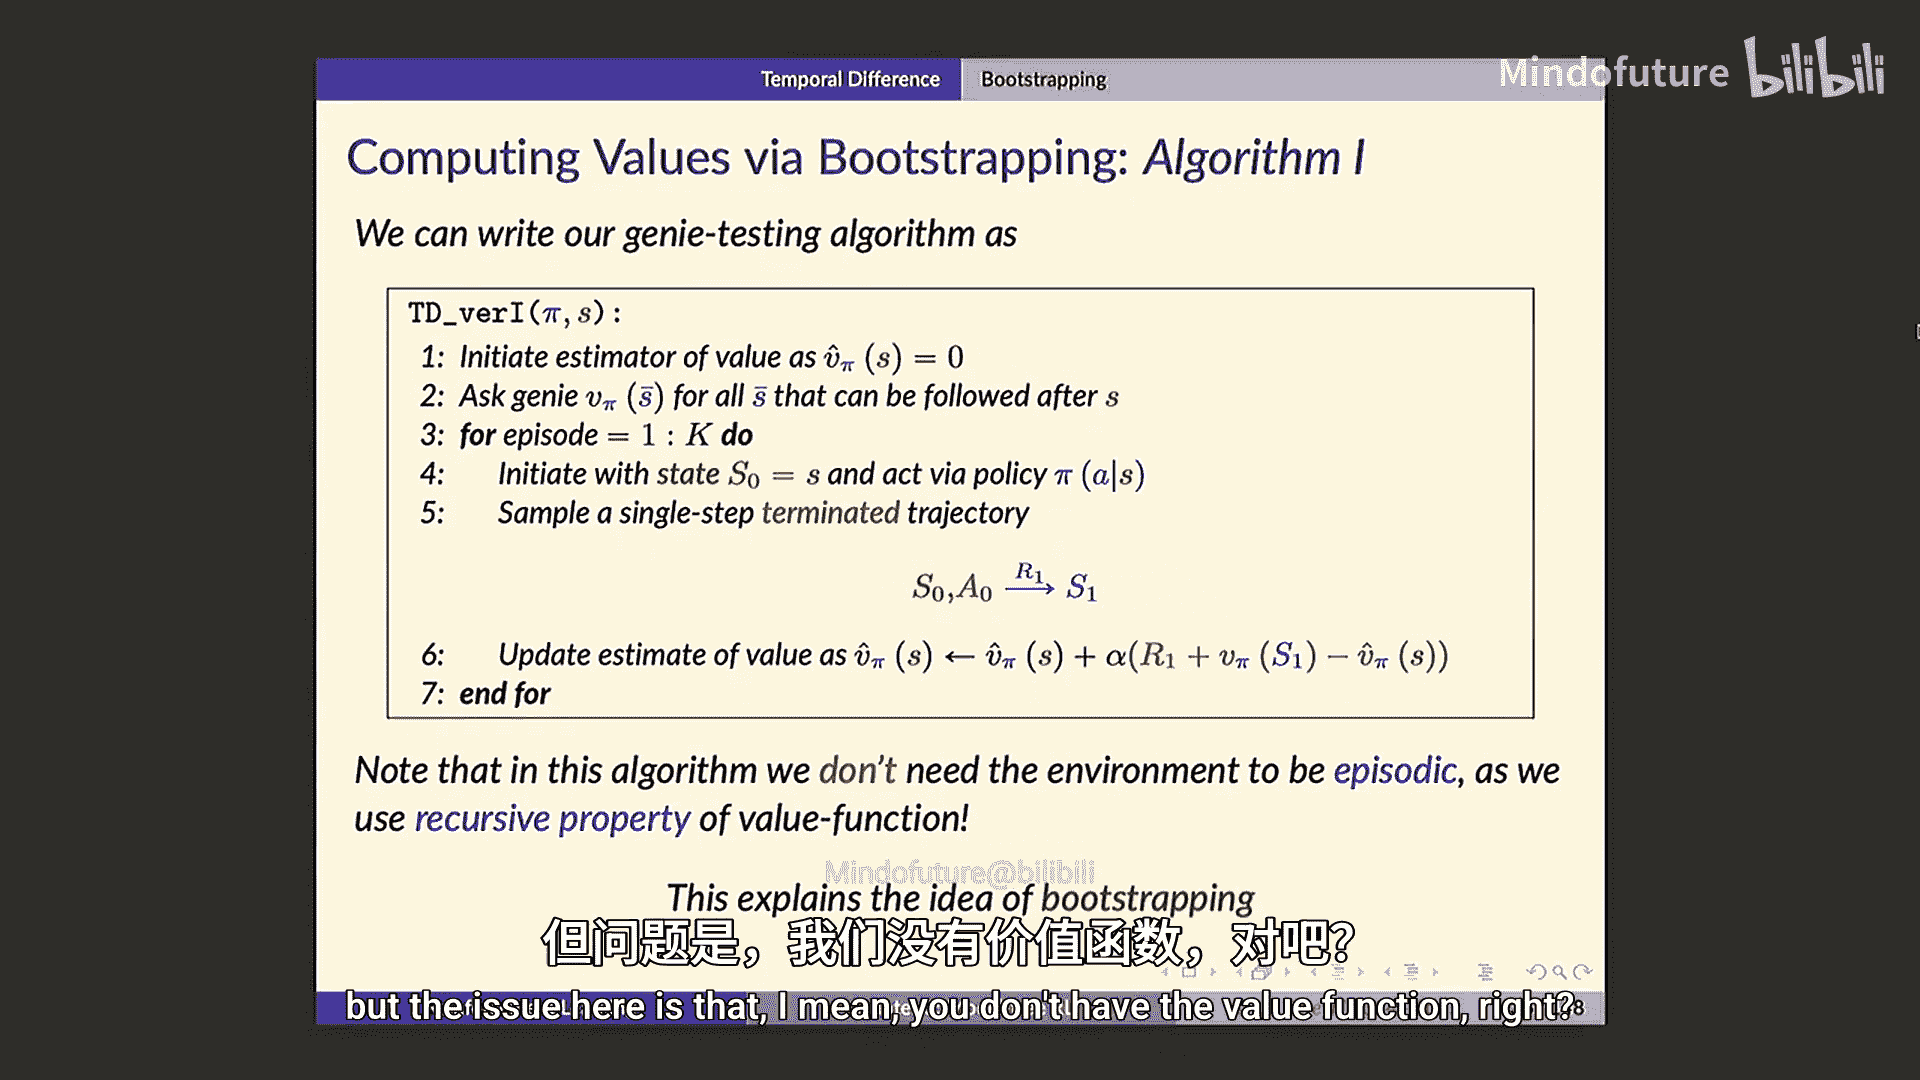 Temporal Difference Bootstrapping
Mindofuture bilibili
Computing Values via Bootstrapping: Algorithm I
We can write our genie-testing algorithm as
TD_verI(π, s):
1: Initiate estimator of value as v̂π (s) = 0
2: Ask genie vπ (s̄) for all s̄ that can be followed after s
3: for episode = 1 : K do
4: Initiate with state S₀ = s and act via policy π (a|s)
5: Sample a single-step terminated trajectory
S₀,A₀ —R₁→ S₁
6: Update estimate of value as v̂π (s) ← v̂π (s) + α(R₁ + vπ (S₁) − v̂π (s))
7: end for
Note that in this algorithm we don't need the environment to be episodic, as we
use recursive property of value-function!
Mindofuture@bilibili
This explains the idea of bootstrapping
但问题是，我们没有价值函数，对吧？
but the issue here is that, I mean, you don't have the value function, right?